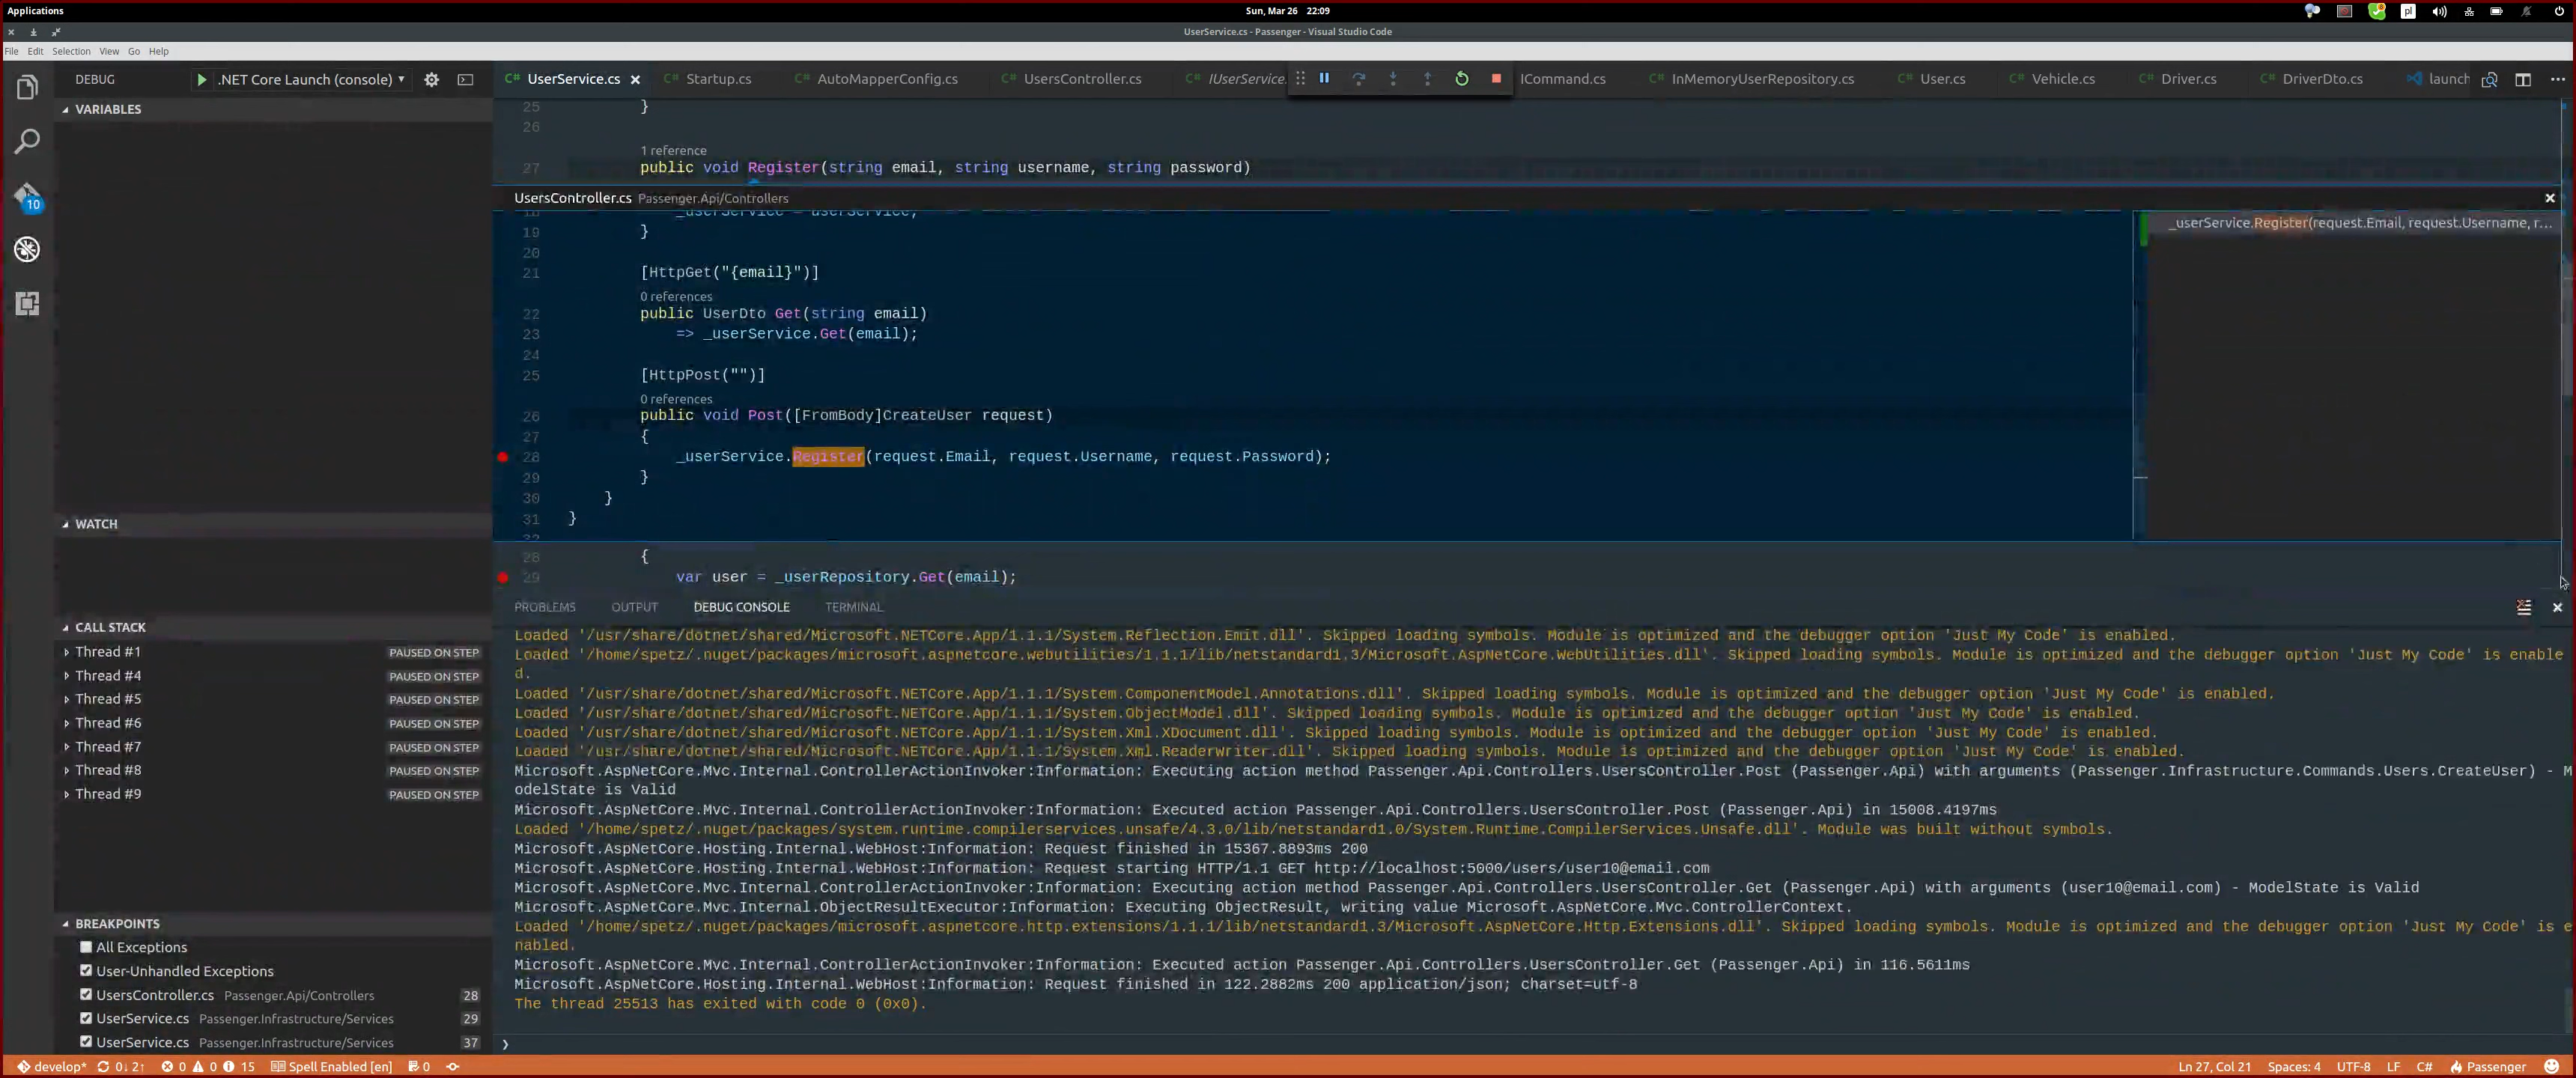 Applications
Sun, Mar 26 22:09
pl
UserService.cs - Passenger - Visual Studio Code
File Edit Selection View Go Help
DEBUG .NET Core Launch (console)
UserService.cs Startup.cs AutoMapperConfig.cs UsersController.cs IUserService. ICommand.cs InMemoryUserRepository.cs User.cs Vehicle.cs Driver.cs DriverDto.cs launch
VARIABLES
WATCH
CALL STACK
Thread #1 PAUSED ON STEP
Thread #4 PAUSED ON STEP
Thread #5 PAUSED ON STEP
Thread #6 PAUSED ON STEP
Thread #7 PAUSED ON STEP
Thread #8 PAUSED ON STEP
Thread #9 PAUSED ON STEP
BREAKPOINTS
All Exceptions
User-Unhandled Exceptions
UsersController.cs Passenger.Api/Controllers 28
UserService.cs Passenger.Infrastructure/Services 29
UserService.cs Passenger.Infrastructure/Services 37
10
25 }
26
1 reference
27 public void Register(string email, string username, string password)
UsersController.cs Passenger.Api/Controllers
18 _userService = userService;
19 }
20
21 [HttpGet("{email}")]
0 references
22 public UserDto Get(string email)
23 => _userService.Get(email);
24
25 [HttpPost("")]
0 references
26 public void Post([FromBody]CreateUser request)
27 {
28 _userService.Register(request.Email, request.Username, request.Password);
29 }
30 }
31 }
32
_userService.Register(request.Email, request.Username, r...
28 {
29 var user = _userRepository.Get(email);
PROBLEMS OUTPUT DEBUG CONSOLE TERMINAL
Loaded '/usr/share/dotnet/shared/Microsoft.NETCore.App/1.1.1/System.Reflection.Emit.dll'. Skipped loading symbols. Module is optimized and the debugger option 'Just My Code' is enabled.
Loaded '/home/spetz/.nuget/packages/microsoft.aspnetcore.webutilities/1.1.1/lib/netstandard1.3/Microsoft.AspNetCore.WebUtilities.dll'. Skipped loading symbols. Module is optimized and the debugger option 'Just My Code' is enable
d.
Loaded '/usr/share/dotnet/shared/Microsoft.NETCore.App/1.1.1/System.ComponentModel.Annotations.dll'. Skipped loading symbols. Module is optimized and the debugger option 'Just My Code' is enabled.
Loaded '/usr/share/dotnet/shared/Microsoft.NETCore.App/1.1.1/System.ObjectModel.dll'. Skipped loading symbols. Module is optimized and the debugger option 'Just My Code' is enabled.
Loaded '/usr/share/dotnet/shared/Microsoft.NETCore.App/1.1.1/System.Xml.XDocument.dll'. Skipped loading symbols. Module is optimized and the debugger option 'Just My Code' is enabled.
Loaded '/usr/share/dotnet/shared/Microsoft.NETCore.App/1.1.1/System.Xml.ReaderWriter.dll'. Skipped loading symbols. Module is optimized and the debugger option 'Just My Code' is enabled.
Microsoft.AspNetCore.Mvc.Internal.ControllerActionInvoker:Information: Executing action method Passenger.Api.Controllers.UsersController.Post (Passenger.Api) with arguments (Passenger.Infrastructure.Commands.Users.CreateUser) - M
odelState is Valid
Microsoft.AspNetCore.Mvc.Internal.ControllerActionInvoker:Information: Executed action Passenger.Api.Controllers.UsersController.Post (Passenger.Api) in 15008.4197ms
Loaded '/home/spetz/.nuget/packages/system.runtime.compilerservices.unsafe/4.3.0/lib/netstandard1.0/System.Runtime.CompilerServices.Unsafe.dll'. Module was built without symbols.
Microsoft.AspNetCore.Hosting.Internal.WebHost:Information: Request finished in 15367.8893ms 200
Microsoft.AspNetCore.Hosting.Internal.WebHost:Information: Request starting HTTP/1.1 GET http://localhost:5000/users/user10@email.com
Microsoft.AspNetCore.Mvc.Internal.ControllerActionInvoker:Information: Executing action method Passenger.Api.Controllers.UsersController.Get (Passenger.Api) with arguments (user10@email.com) - ModelState is Valid
Microsoft.AspNetCore.Mvc.Internal.ObjectResultExecutor:Information: Executing ObjectResult, writing value Microsoft.AspNetCore.Mvc.ControllerContext.
Loaded '/home/spetz/.nuget/packages/microsoft.aspnetcore.http.extensions/1.1.1/lib/netstandard1.3/Microsoft.AspNetCore.Http.Extensions.dll'. Skipped loading symbols. Module is optimized and the debugger option 'Just My Code' is e
nabled.
Microsoft.AspNetCore.Mvc.Internal.ControllerActionInvoker:Information: Executed action Passenger.Api.Controllers.UsersController.Get (Passenger.Api) in 116.5611ms
Microsoft.AspNetCore.Hosting.Internal.WebHost:Information: Request finished in 122.2882ms 200 application/json; charset=utf-8
The thread 25513 has exited with code 0 (0x0).
develop* 0↓ 2↑ 0 0 15 Spell Enabled [en] 0 Ln 27, Col 21 Spaces: 4 UTF-8 LF C# Passenger